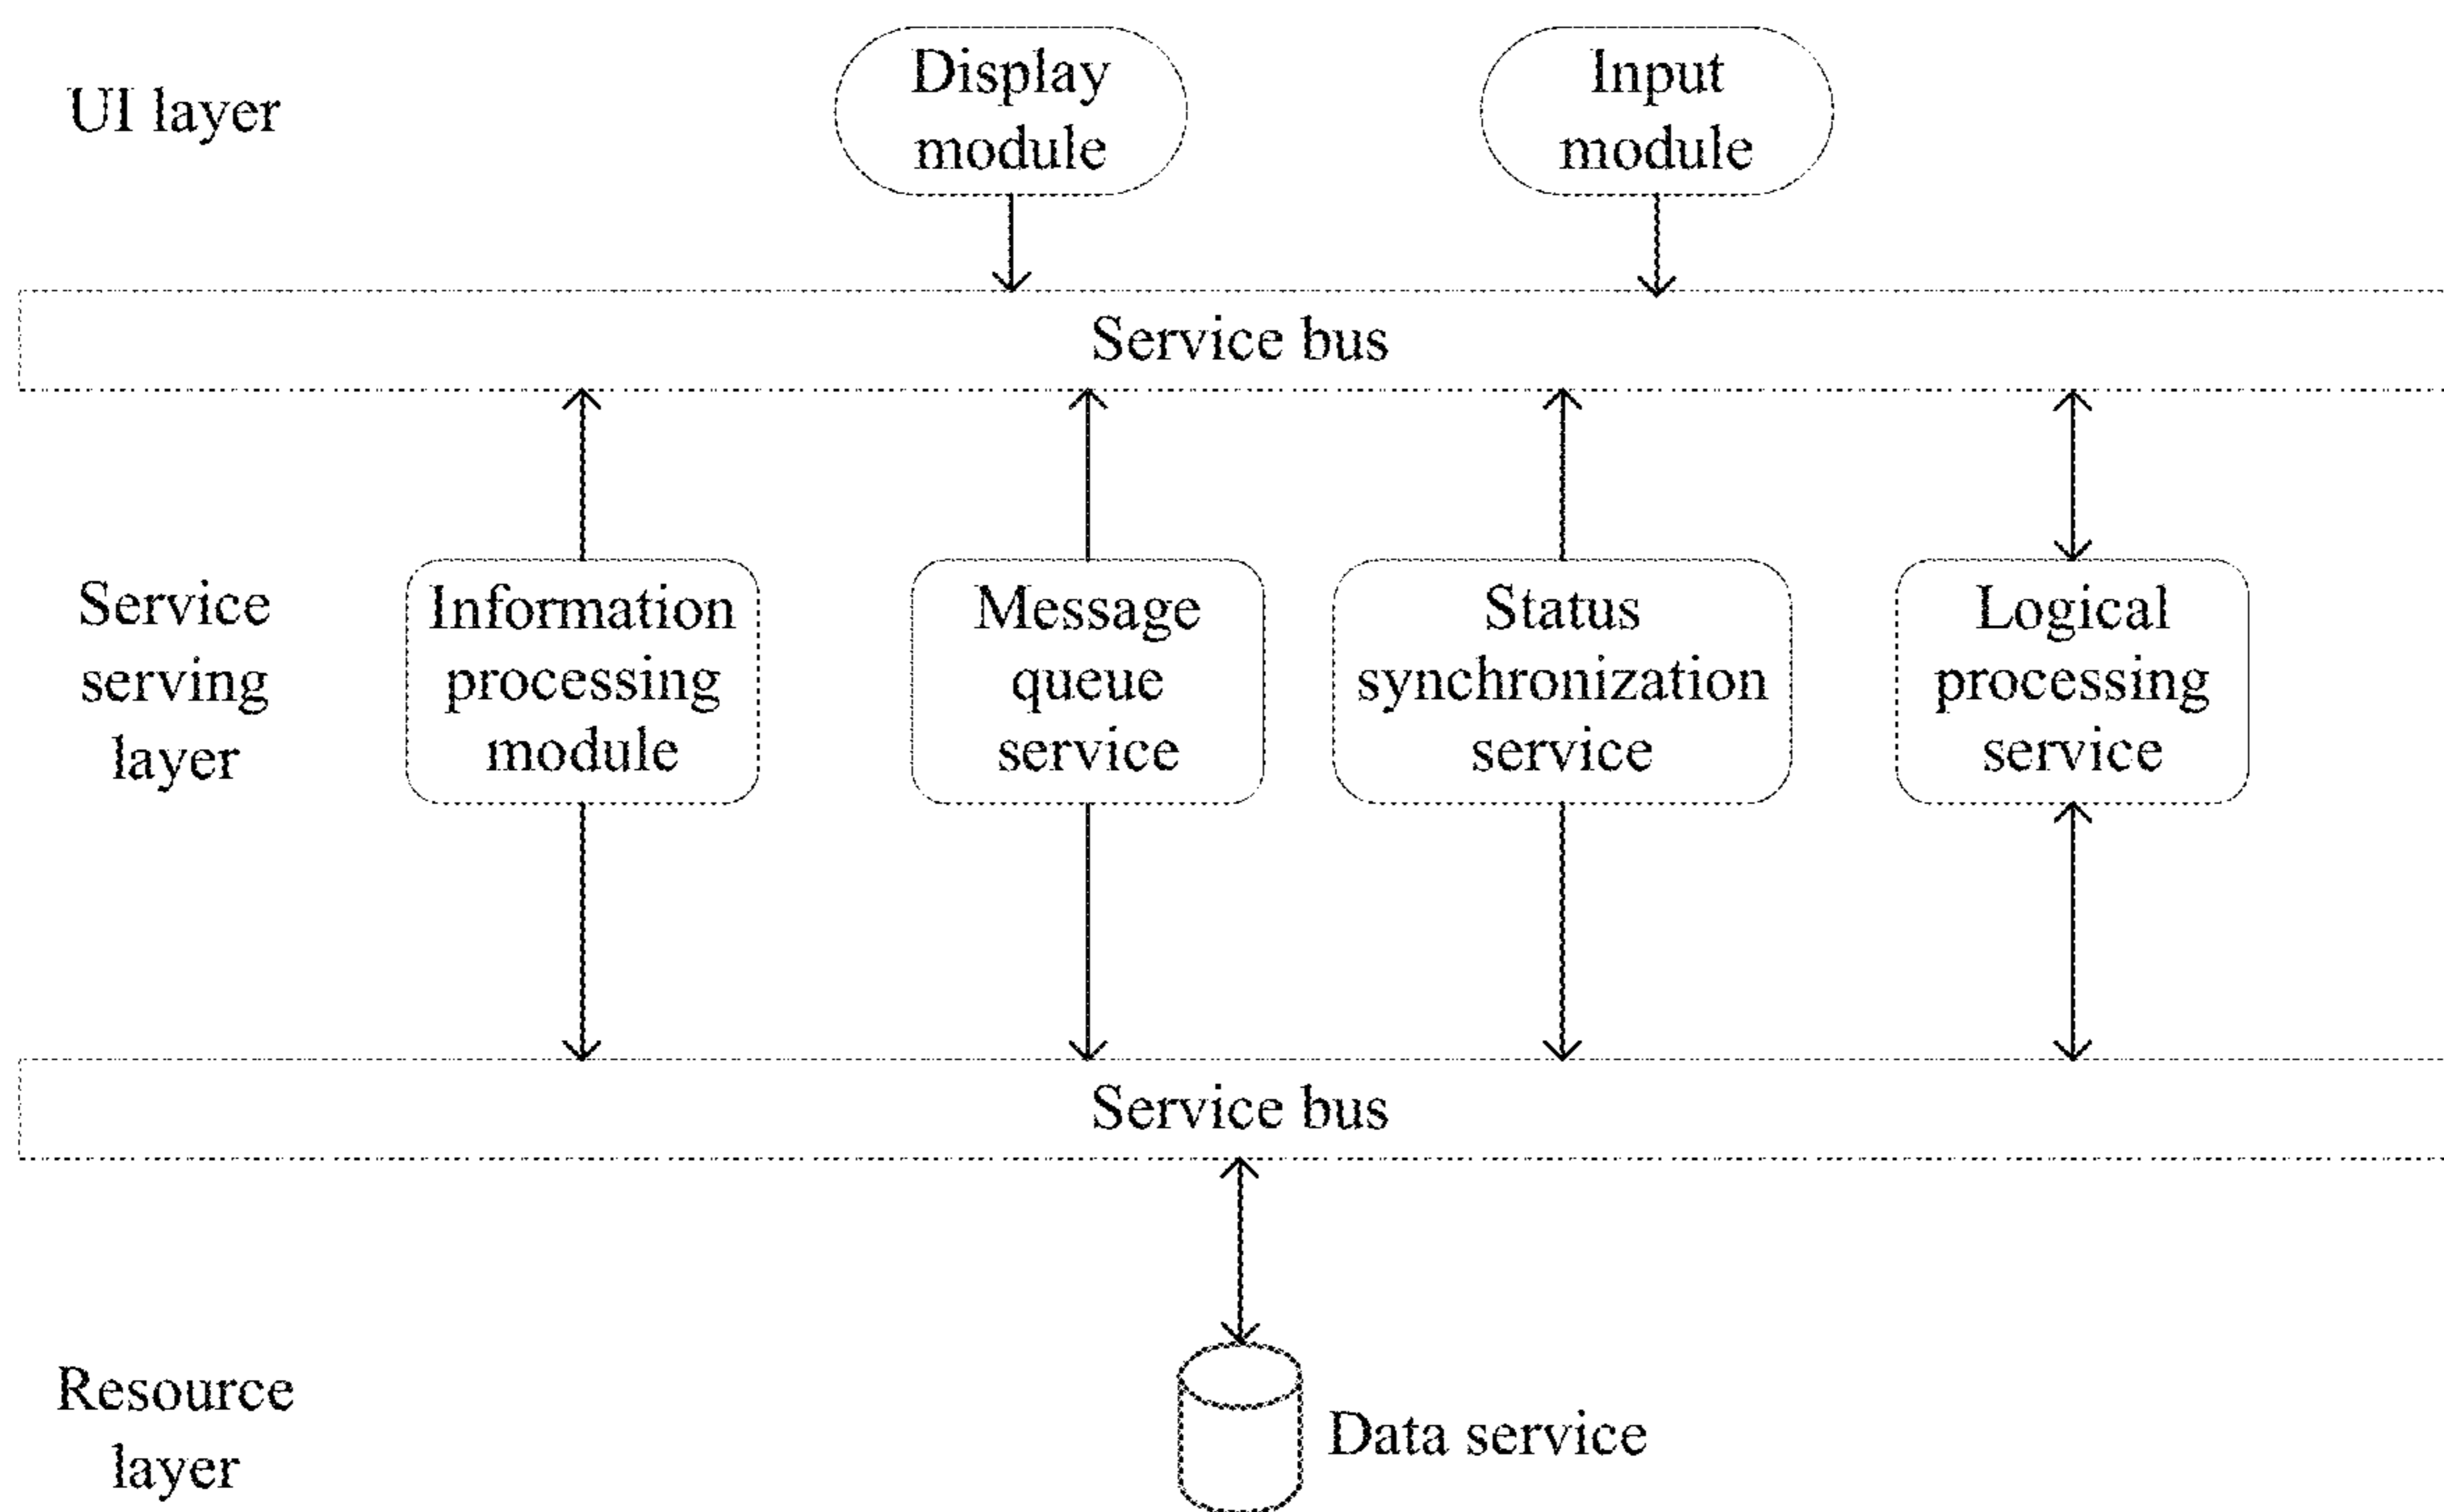 UI layer
Display
module
Input
module
Service bus
Service
serving
layer
Information
processing
module
Message
queue
service
Status
synchronization
service
Logical
processing
service
Service bus
Resource
layer
Data service